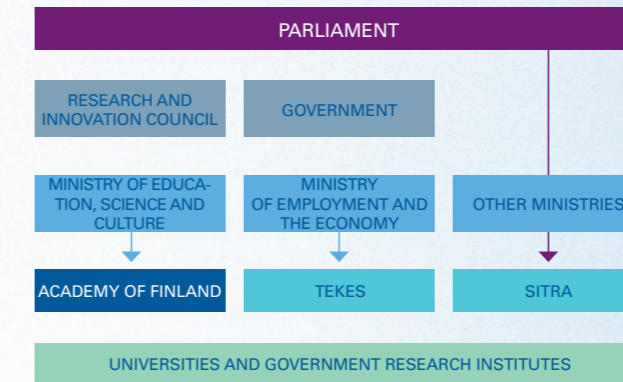 PARLIAMENT
RESEARCH AND
INNOVATION COUNCIL
GOVERNMENT
MINISTRY OF EDUCA-
TION, SCIENCE AND
CULTURE
MINISTRY
OF EMPLOYMENT AND
THE ECONOMY
OTHER MINISTRIES
ACADEMY OF FINLAND
TEKES
SITRA
UNIVERSITIES AND GOVERNMENT RESEARCH INSTITUTES